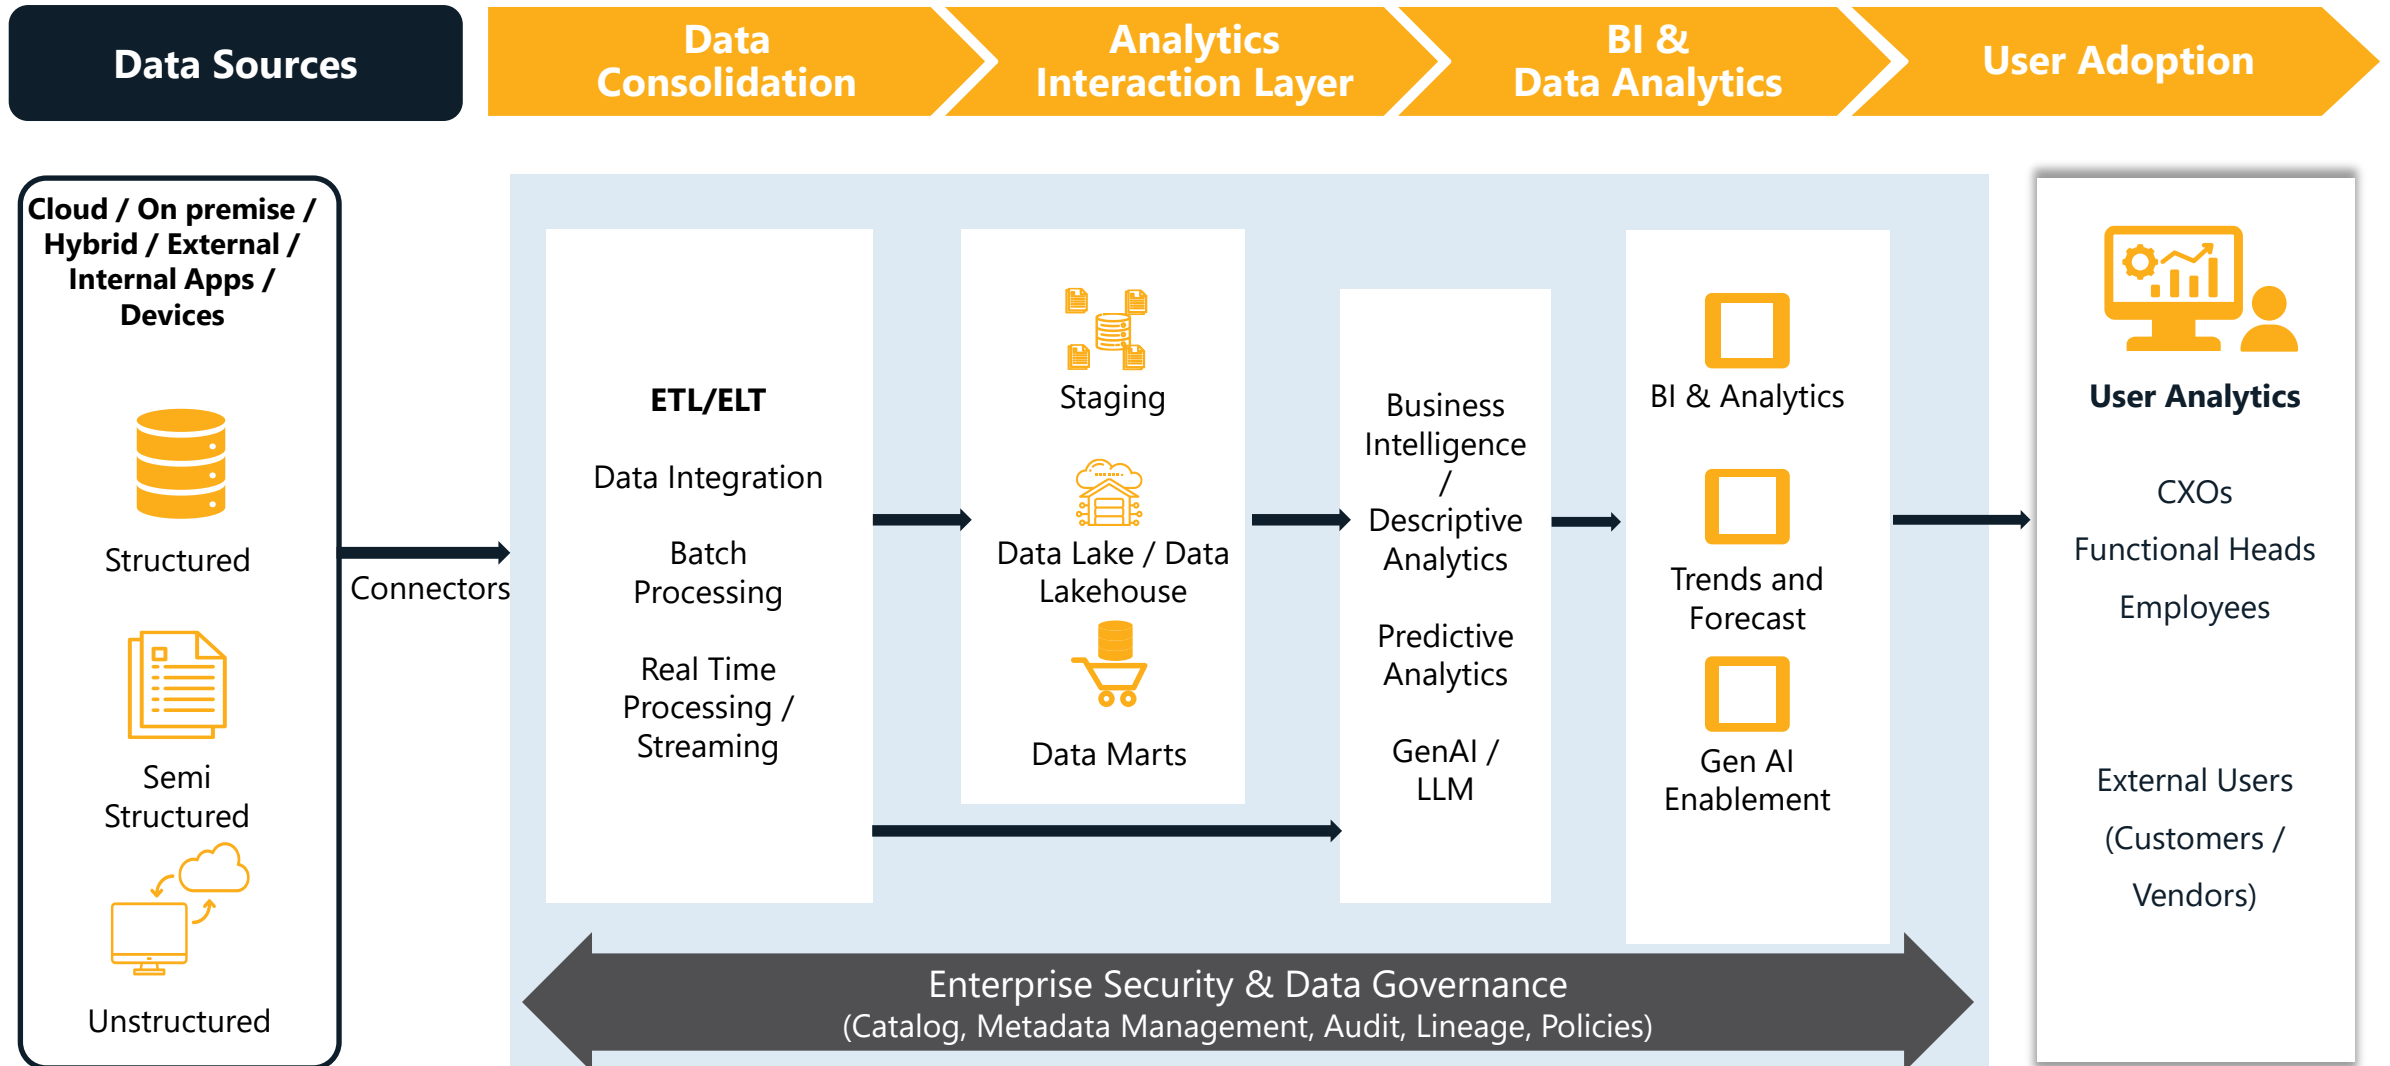 Data Sources
Data
Consolidation
Analytics
Interaction Layer
BI &
Data Analytics
User Adoption
Cloud / On premise /
Hybrid / External /
Internal Apps /
Devices
Structured
Semi
Structured
Unstructured
Connectors
ETL/ELT
Data Integration
Batch
Processing
Real Time
Processing /
Streaming
Staging
Data Lake / Data
Lakehouse
Data Marts
Business
Intelligence
/
Descriptive
Analytics
Predictive
Analytics
GenAI /
LLM
BI & Analytics
Trends and
Forecast
Gen AI
Enablement
User Analytics
CXOs
Functional Heads
Employees
External Users
(Customers /
Vendors)
Enterprise Security & Data Governance
(Catalog, Metadata Management, Audit, Lineage, Policies)